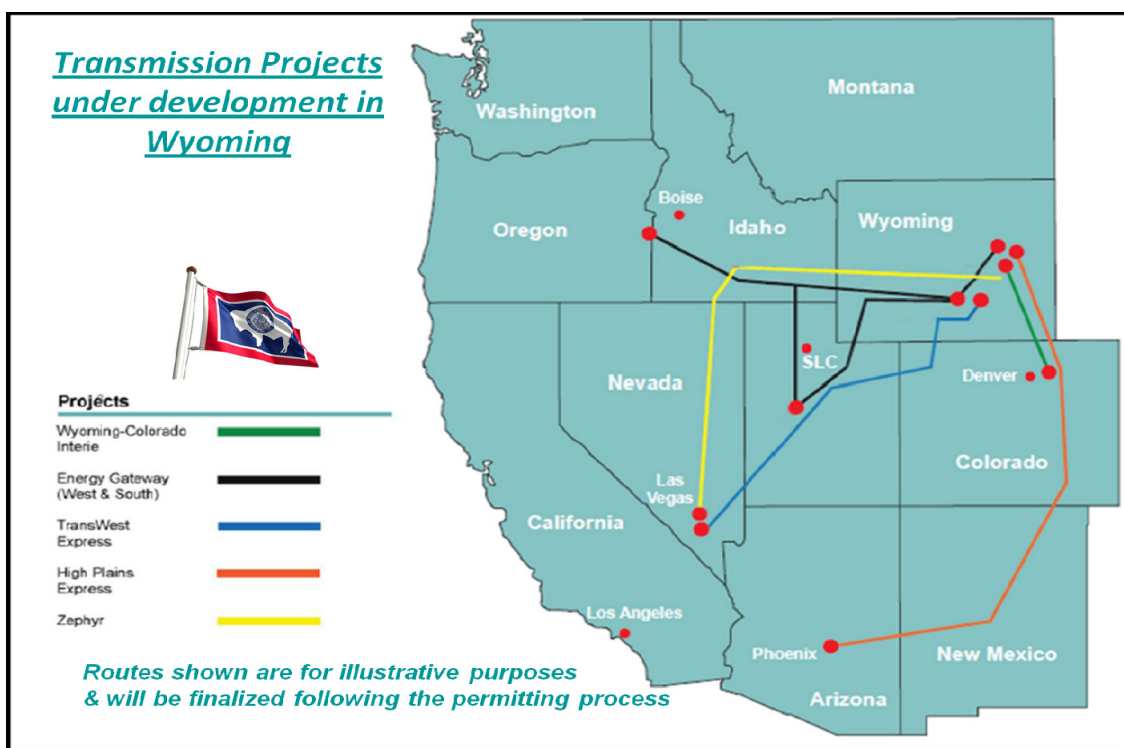 Transmission Projects
under development in
Wyoming
Washington
Montana
Oregon
Boise
Idaho
Wyoming
SLC
Denver
Nevada
Colorado
Las
Vegas
California
Los Angeles
Phoenix
New Mexico
Arizona
Projects
Wyoming-Colorado
Interie
Energy Gateway
(West & South)
TransWest
Express
High Plains
Express
Zephyr
Routes shown are for illustrative purposes
& will be finalized following the permitting process